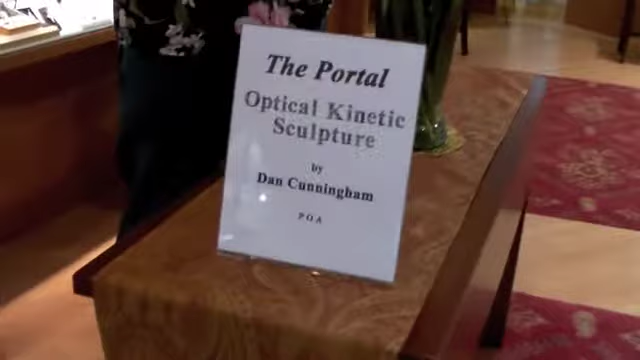 The Portal
Optical Kinetic
Sculpture
by
Dan Cunningham
POA